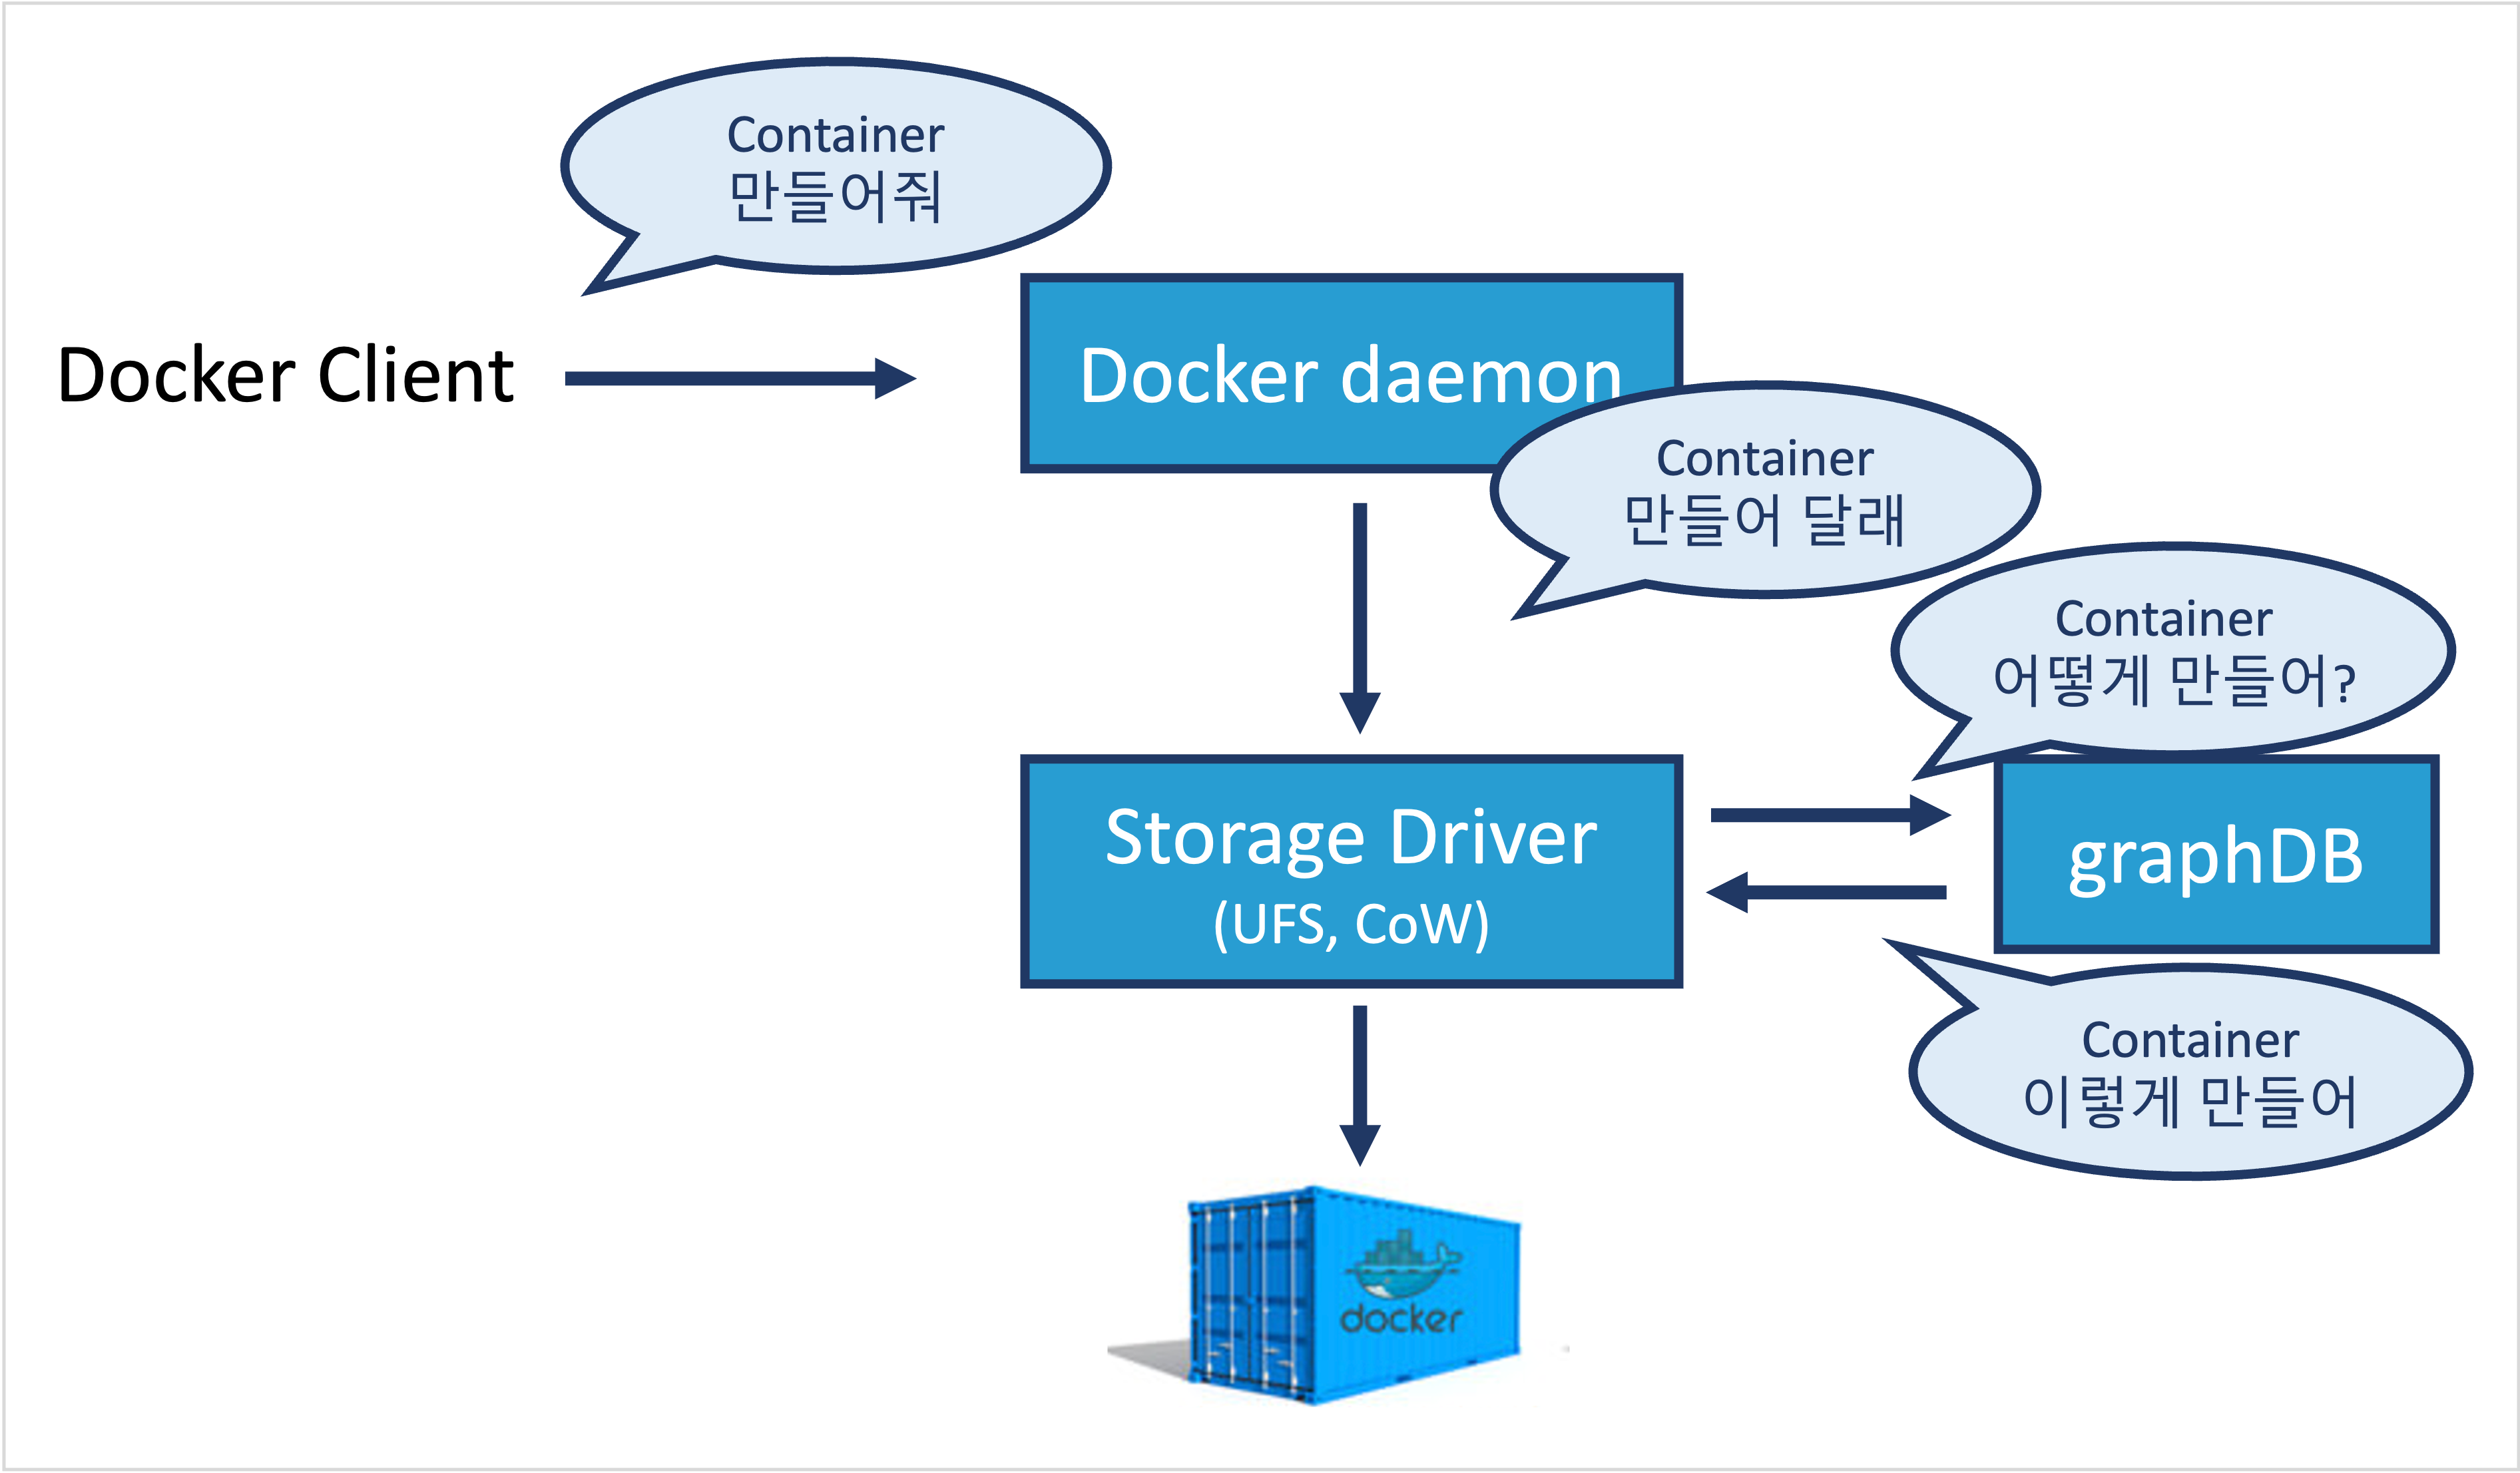 Container
만들어줘
Docker Client
Docker daemon
Container
만들어 달래
Container
어떻게 만들어?
Storage Driver
(UFS, CoW)
graphDB
Container
이렇게 만들어
docker